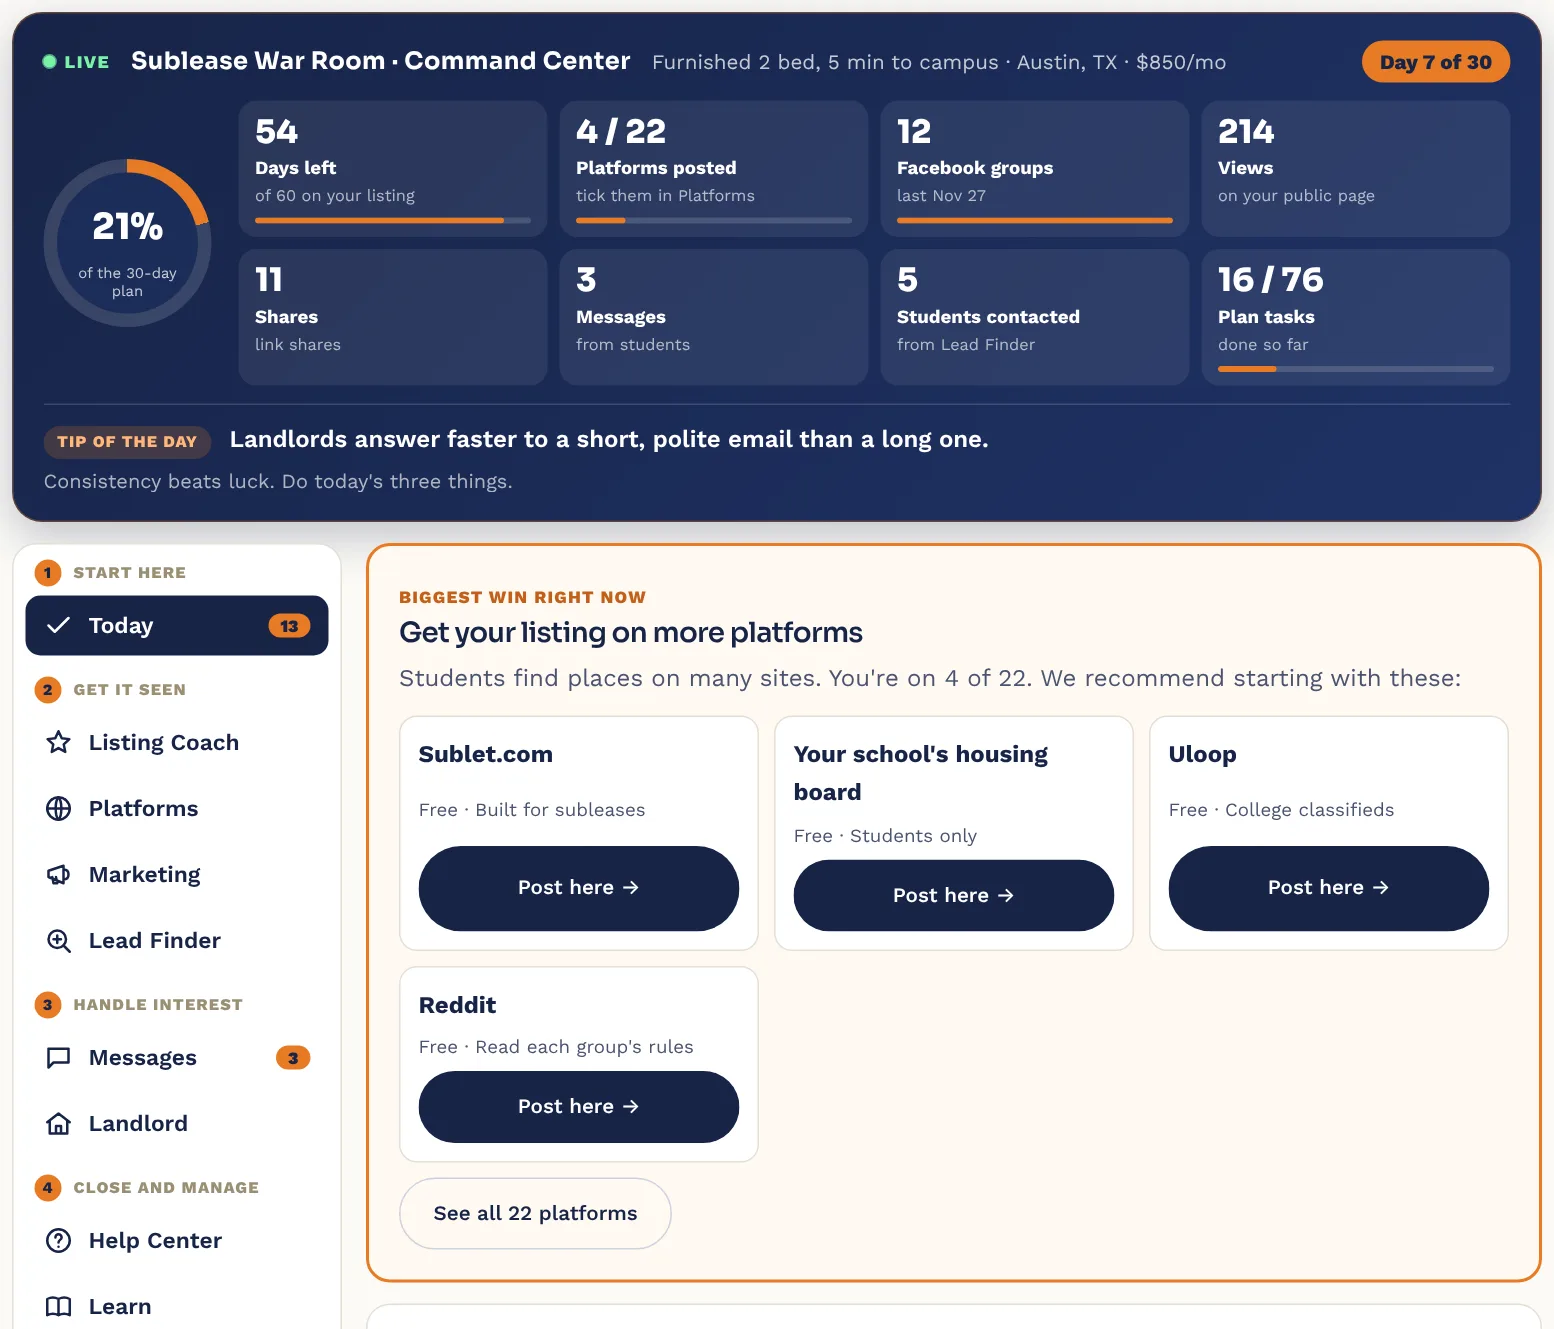 LIVE Sublease War Room · Command Center Furnished 2 bed, 5 min to campus · Austin, TX · $850/mo Day 7 of 30
21%
of the 30-day
plan
54
Days left
of 60 on your listing
4 / 22
Platforms posted
tick them in Platforms
12
Facebook groups
last Nov 27
214
Views
on your public page
11
Shares
link shares
3
Messages
from students
5
Students contacted
from Lead Finder
16 / 76
Plan tasks
done so far
TIP OF THE DAY Landlords answer faster to a short, polite email than a long one.
Consistency beats luck. Do today's three things.
1 START HERE
Today 13
2 GET IT SEEN
Listing Coach
Platforms
Marketing
Lead Finder
3 HANDLE INTEREST
Messages 3
Landlord
4 CLOSE AND MANAGE
Help Center
Learn
BIGGEST WIN RIGHT NOW
Get your listing on more platforms
Students find places on many sites. You're on 4 of 22. We recommend starting with these:
Sublet.com
Free · Built for subleases
Post here →
Your school's housing
board
Free · Students only
Post here →
Uloop
Free · College classifieds
Post here →
Reddit
Free · Read each group's rules
Post here →
See all 22 platforms